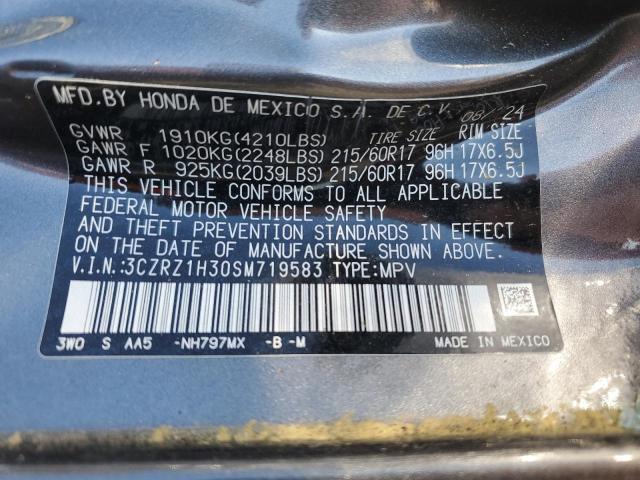 MFD.BY HONDA DE MEXICO S.A. DE C.V. 08/24
GVWR 1910KG(4210LBS) TIRE SIZE RIM SIZE
GAWR F 1020KG(2248LBS) 215/60R17 96H 17X6.5J
GAWR R 925KG(2039LBS) 215/60R17 96H 17X6.5J
THIS VEHICLE CONFORMS TO ALL APPLICABLE
FEDERAL MOTOR VEHICLE SAFETY
AND THEFT PREVENTION STANDARDS IN EFFECT
ON THE DATE OF MANUFACTURE SHOWN ABOVE.
V.I.N.:3CZRZ1H30SM719583 TYPE:MPV
3W0 S AA5 -NH797MX -B -M MADE IN MEXICO